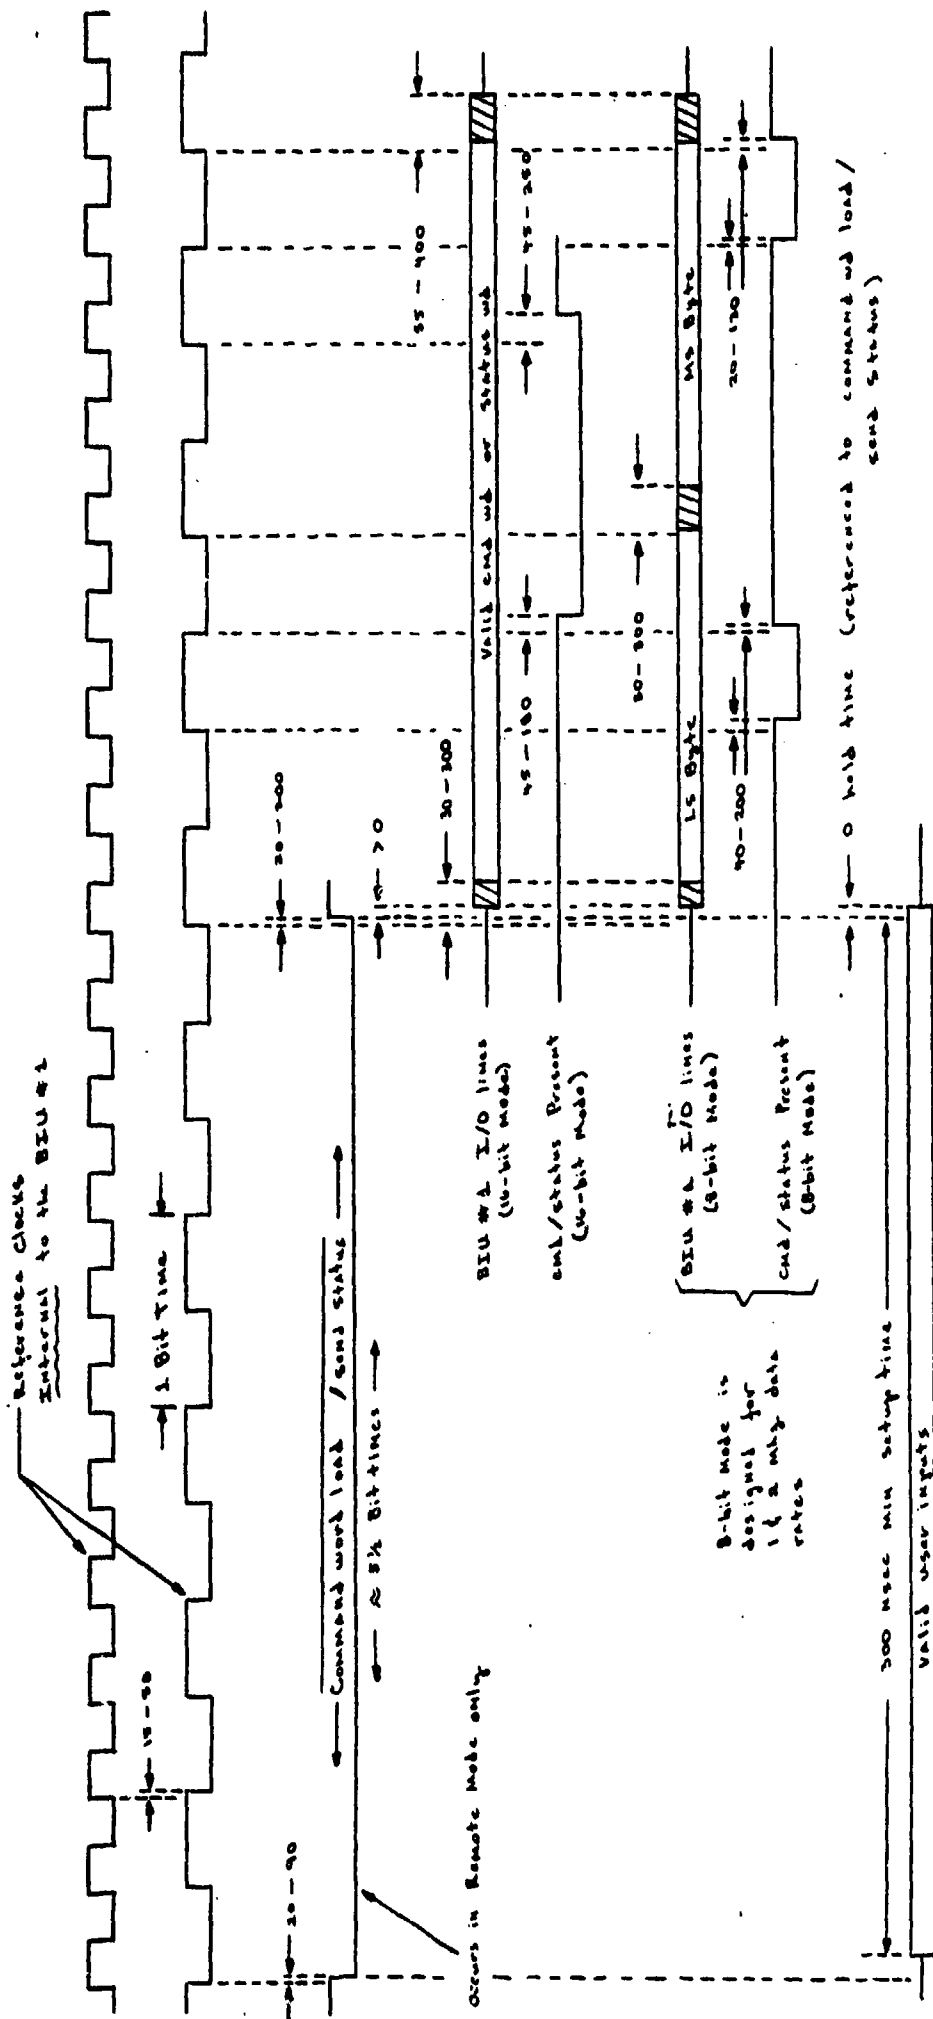 Reference Clocks
Internal to the BIU #1
15-50
1 Bit Time
20-90
20-200
Command word load / send status
≈ 5½ Bit times
>0
Occurs in Remote Mode only
55-400
30-300
BIU #1 I/O lines
(16-bit mode)
Valid cmd wd or status wd
45-180
45-250
cmd/status Present
(16-bit Mode)
30-300
BIU #1 I/O lines
(8-bit Mode)
LS Byte
MS Byte
40-200
20-130
cmd/status Present
(8-bit Mode)
8-bit Mode is
designed for
1 & 2 mhz data
rates
0 hold time (referenced to command wd load/
send status)
300 nsec min setup time
Valid user inputs